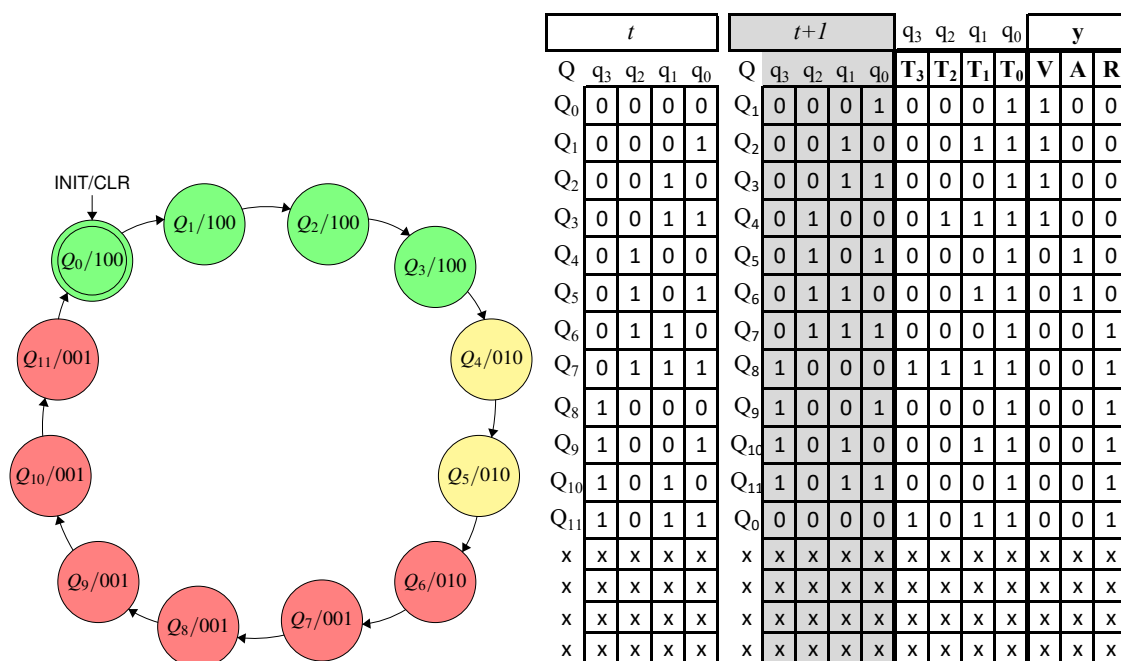 INIT/CLR
Q0/100
Q1/100
Q2/100
Q3/100
Q4/010
Q5/010
Q6/010
Q7/001
Q8/001
Q9/001
Q10/001
Q11/001
t t+1 q3 q2 q1 q0 y
Q q3 q2 q1 q0 Q q3 q2 q1 q0 T3 T2 T1 T0 V A R
Q0 0 0 0 0 Q1 0 0 0 1 0 0 0 1 1 0 0
Q1 0 0 0 1 Q2 0 0 1 0 0 0 1 1 1 0 0
Q2 0 0 1 0 Q3 0 0 1 1 0 0 0 1 1 0 0
Q3 0 0 1 1 Q4 0 1 0 0 0 1 1 1 1 0 0
Q4 0 1 0 0 Q5 0 1 0 1 0 0 0 1 0 1 0
Q5 0 1 0 1 Q6 0 1 1 0 0 0 1 1 0 1 0
Q6 0 1 1 0 Q7 0 1 1 1 0 0 0 1 0 0 1
Q7 0 1 1 1 Q8 1 0 0 0 1 1 1 1 0 0 1
Q8 1 0 0 0 Q9 1 0 0 1 0 0 0 1 0 0 1
Q9 1 0 0 1 Q10 1 0 1 0 0 0 1 1 0 0 1
Q10 1 0 1 0 Q11 1 0 1 1 0 0 0 1 0 0 1
Q11 1 0 1 1 Q0 0 0 0 0 1 0 1 1 0 0 1
x x x x x x x x x x x x x x x x x
x x x x x x x x x x x x x x x x x
x x x x x x x x x x x x x x x x x
x x x x x x x x x x x x x x x x x